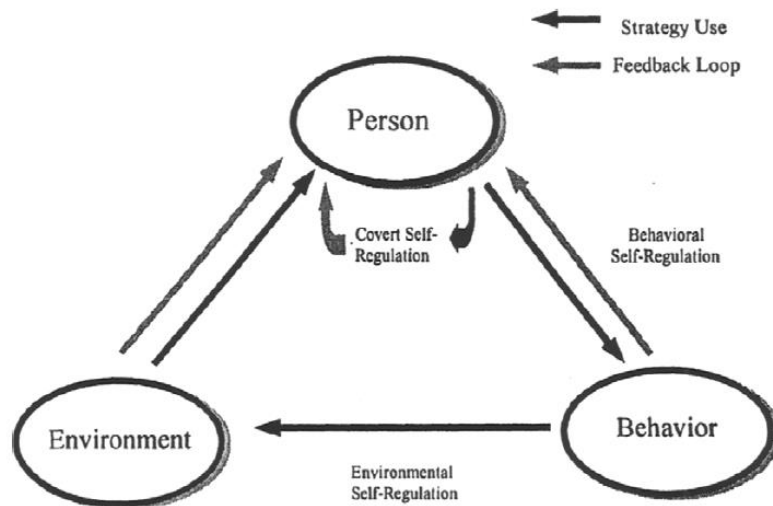 Strategy Use
Feedback Loop
Person
Covert Self-
Regulation
Behavioral
Self-Regulation
Environment
Behavior
Environmental
Self-Regulation